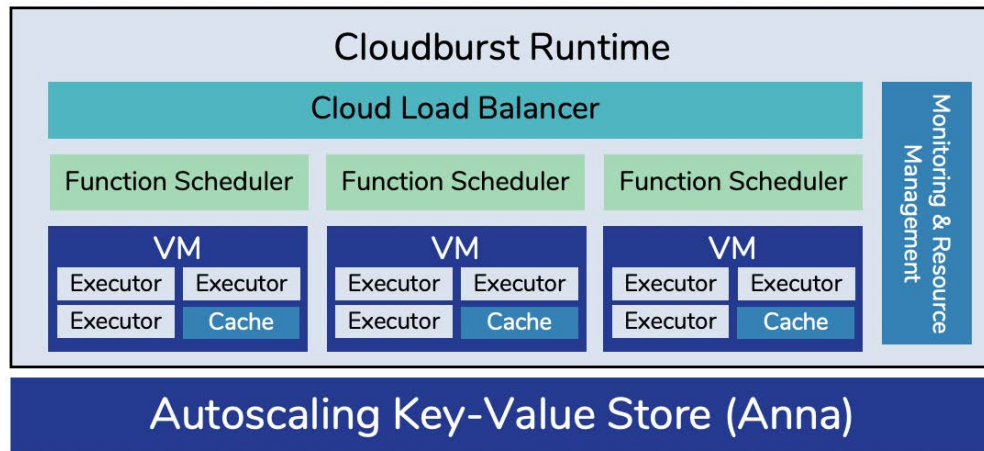 Cloudburst Runtime
Cloud Load Balancer
Function Scheduler
Function Scheduler
Function Scheduler
VM
Executor
Executor
Executor
Cache
VM
Executor
Executor
Executor
Cache
VM
Executor
Executor
Executor
Cache
Monitoring & Resource
Management
Autoscaling Key-Value Store (Anna)